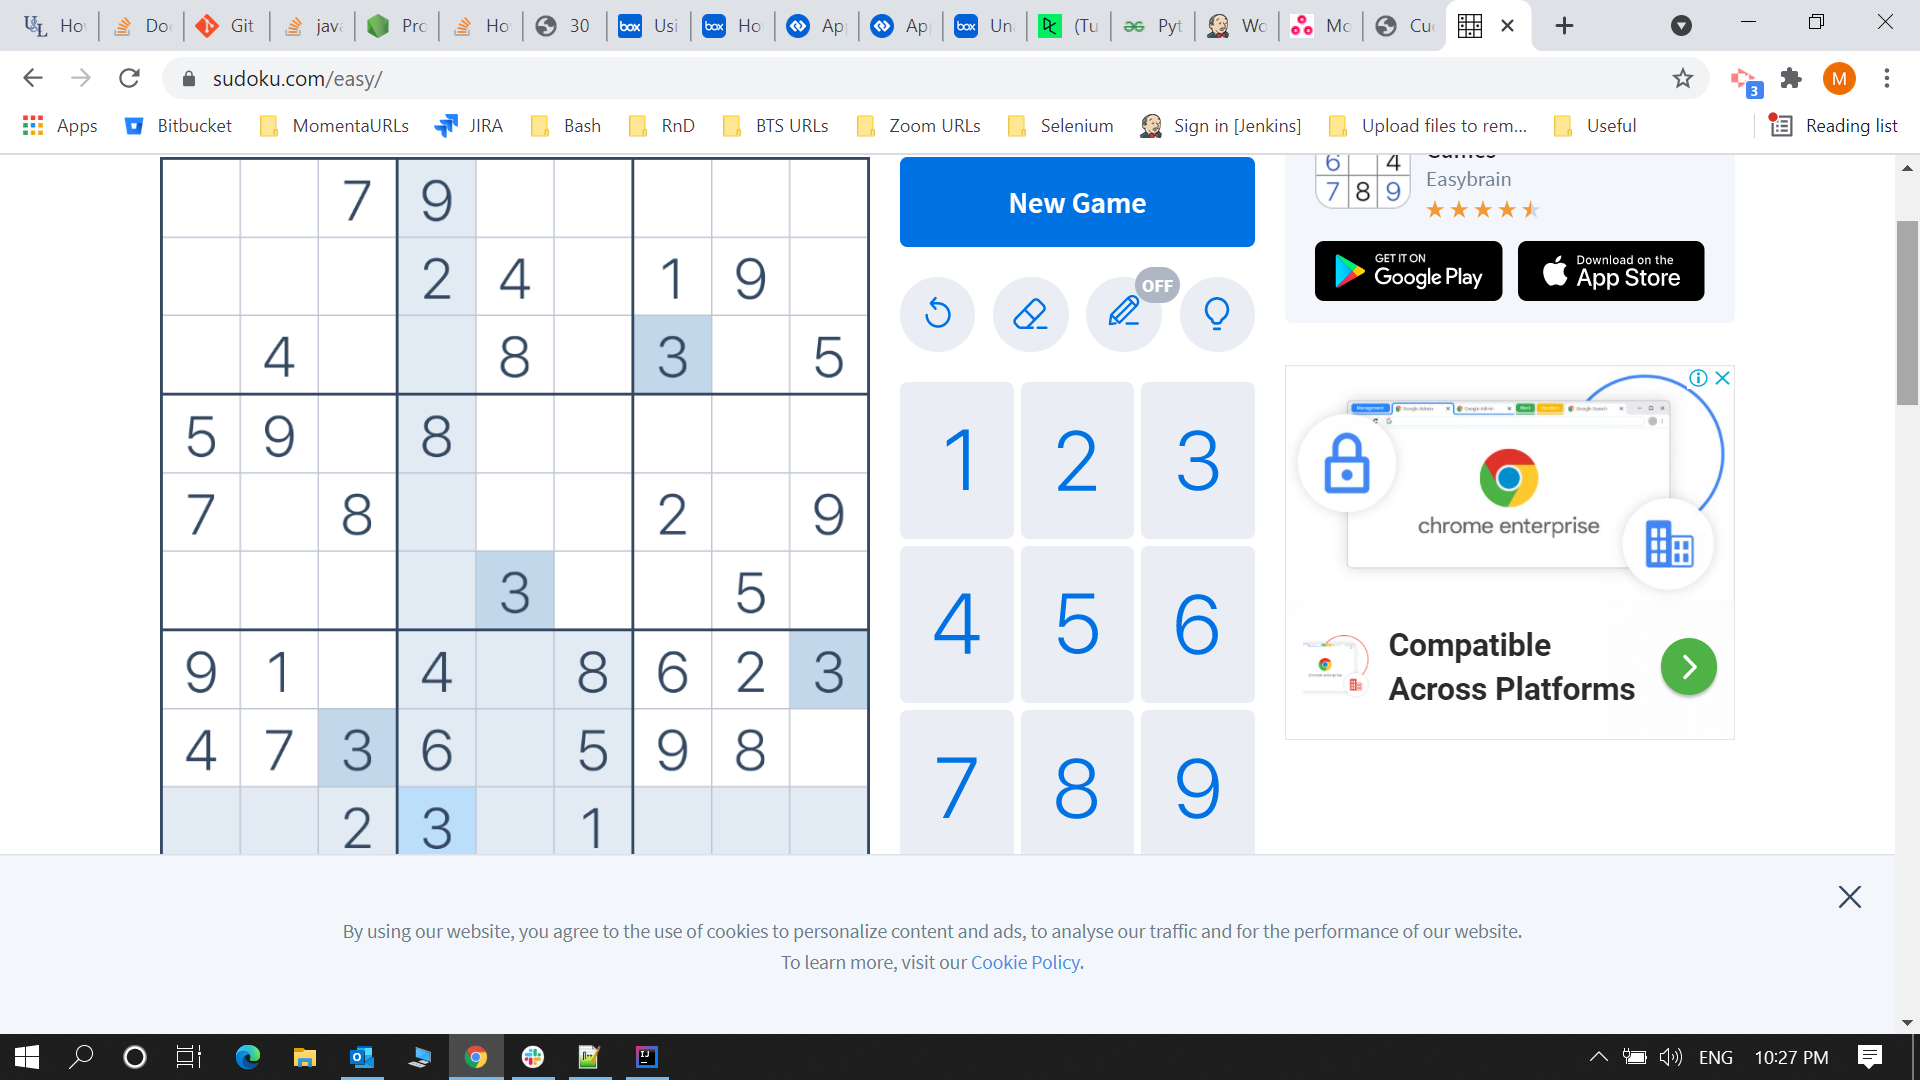 Ho
Do
Git
java
Pro
Ho
30
box Usi
box Ho
Ap
Ap
box Un
(Tu
Pyt
Wo
Mo
Cu
sudoku.com/easy/
3
M
Apps
Bitbucket
MomentaURLs
JIRA
Bash
RnD
BTS URLs
Zoom URLs
Selenium
Sign in [Jenkins]
Upload files to rem...
Useful
Reading list
7 9
2 4 1 9
4 8 3 5
5 9 8
7 8 2 9
3 5
9 1 4 8 6 2 3
4 7 3 6 5 9 8
2 3 1
New Game
OFF
1 2 3
4 5 6
7 8 9
6 4
7 8 9
Games
Easybrain
GET IT ON
Google Play
Download on the
App Store
chrome enterprise
Compatible
Across Platforms
By using our website, you agree to the use of cookies to personalize content and ads, to analyse our traffic and for the performance of our website.
To learn more, visit our Cookie Policy.
ENG
10:27 PM